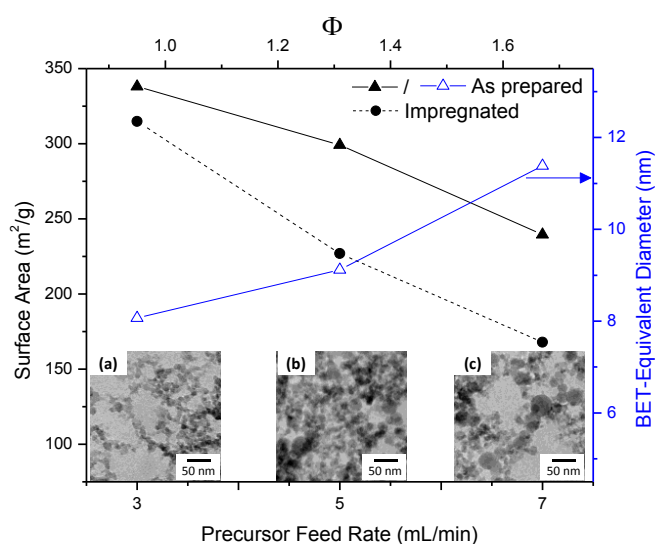 Φ
1.0 1.2 1.4 1.6
350
300
250
200
150
100
Surface Area (m²/g)
/ As prepared
Impregnated
12
10
8
6
BET-Equivalent Diameter (nm)
(a) (b) (c)
50 nm 50 nm 50 nm
3 5 7
Precursor Feed Rate (mL/min)